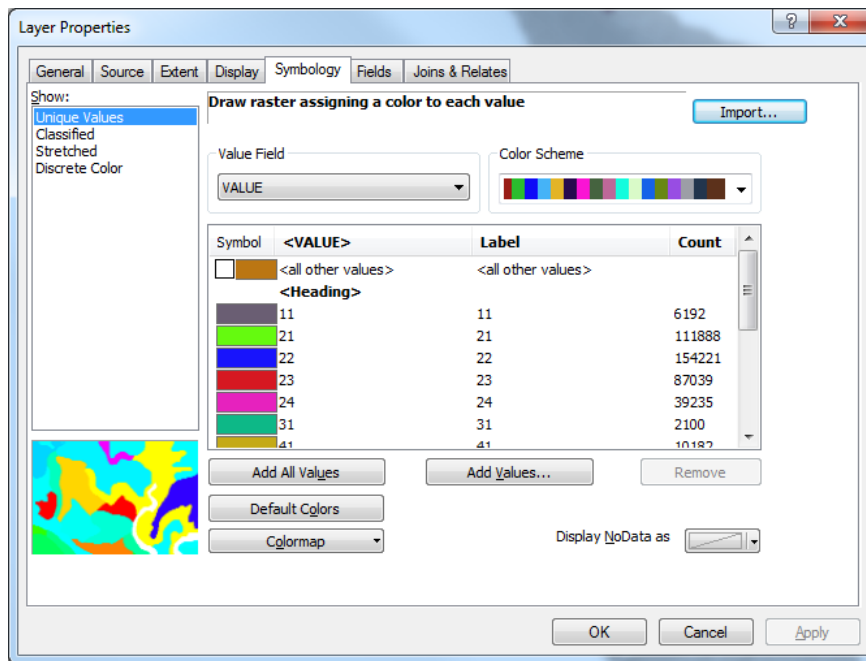 Layer Properties
General Source Extent Display Symbology Fields Joins & Relates
Show:
Unique Values
Classified
Stretched
Discrete Color
Draw raster assigning a color to each value
Import...
Value Field
VALUE
Color Scheme
Symbol <VALUE> Label Count
<all other values> <all other values>
<Heading>
11 11 6192
21 21 111888
22 22 154221
23 23 87039
24 24 39235
31 31 2100
41 41 10182
Add All Values Add Values... Remove
Default Colors
Colormap Display NoData as
OK Cancel Apply